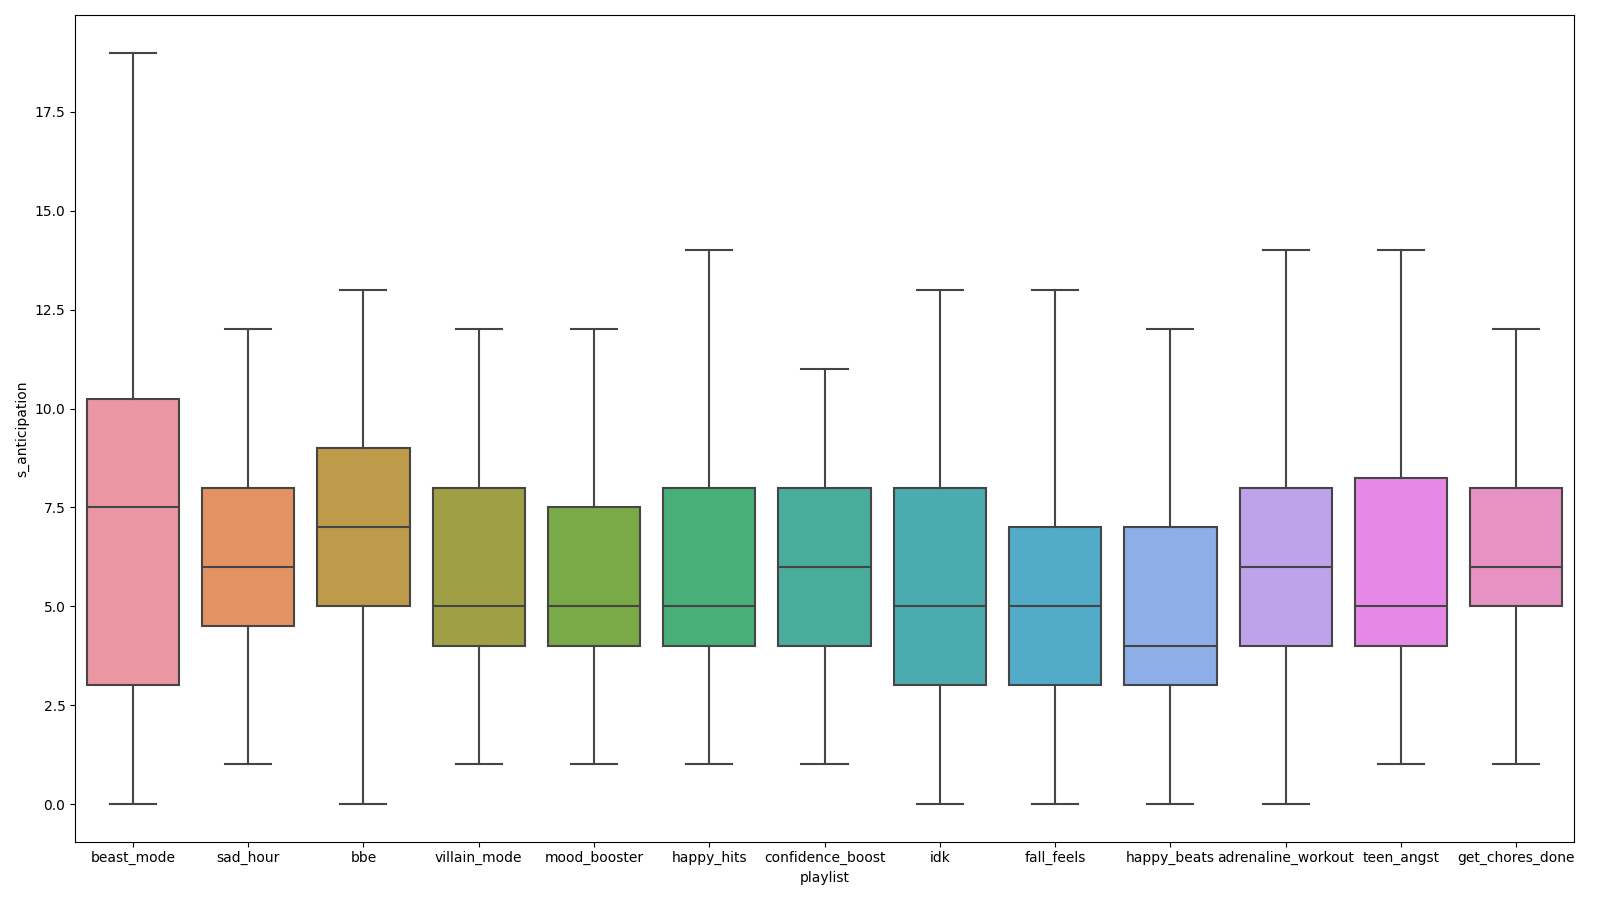 17.5
15.0
12.5
10.0
7.5
5.0
2.5
0.0
s_anticipation
beast_mode sad_hour bbe villain_mode mood_booster happy_hits confidence_boost idk fall_feels happy_beats adrenaline_workout teen_angst get_chores_done
playlist